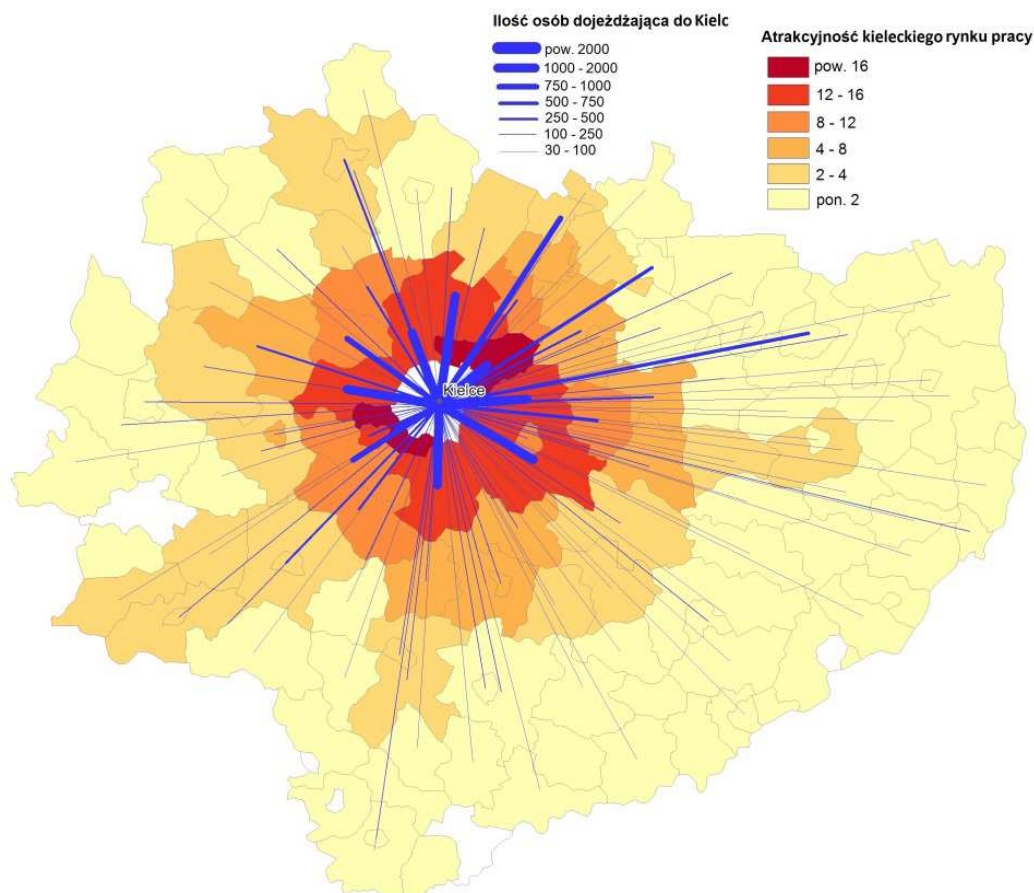 Ilość osób dojeżdżająca do Kielc
pow. 2000
1000 - 2000
750 - 1000
500 - 750
250 - 500
100 - 250
30 - 100
Atrakcyjność kieleckiego rynku pracy
pow. 16
12 - 16
8 - 12
4 - 8
2 - 4
pon. 2
Kielce